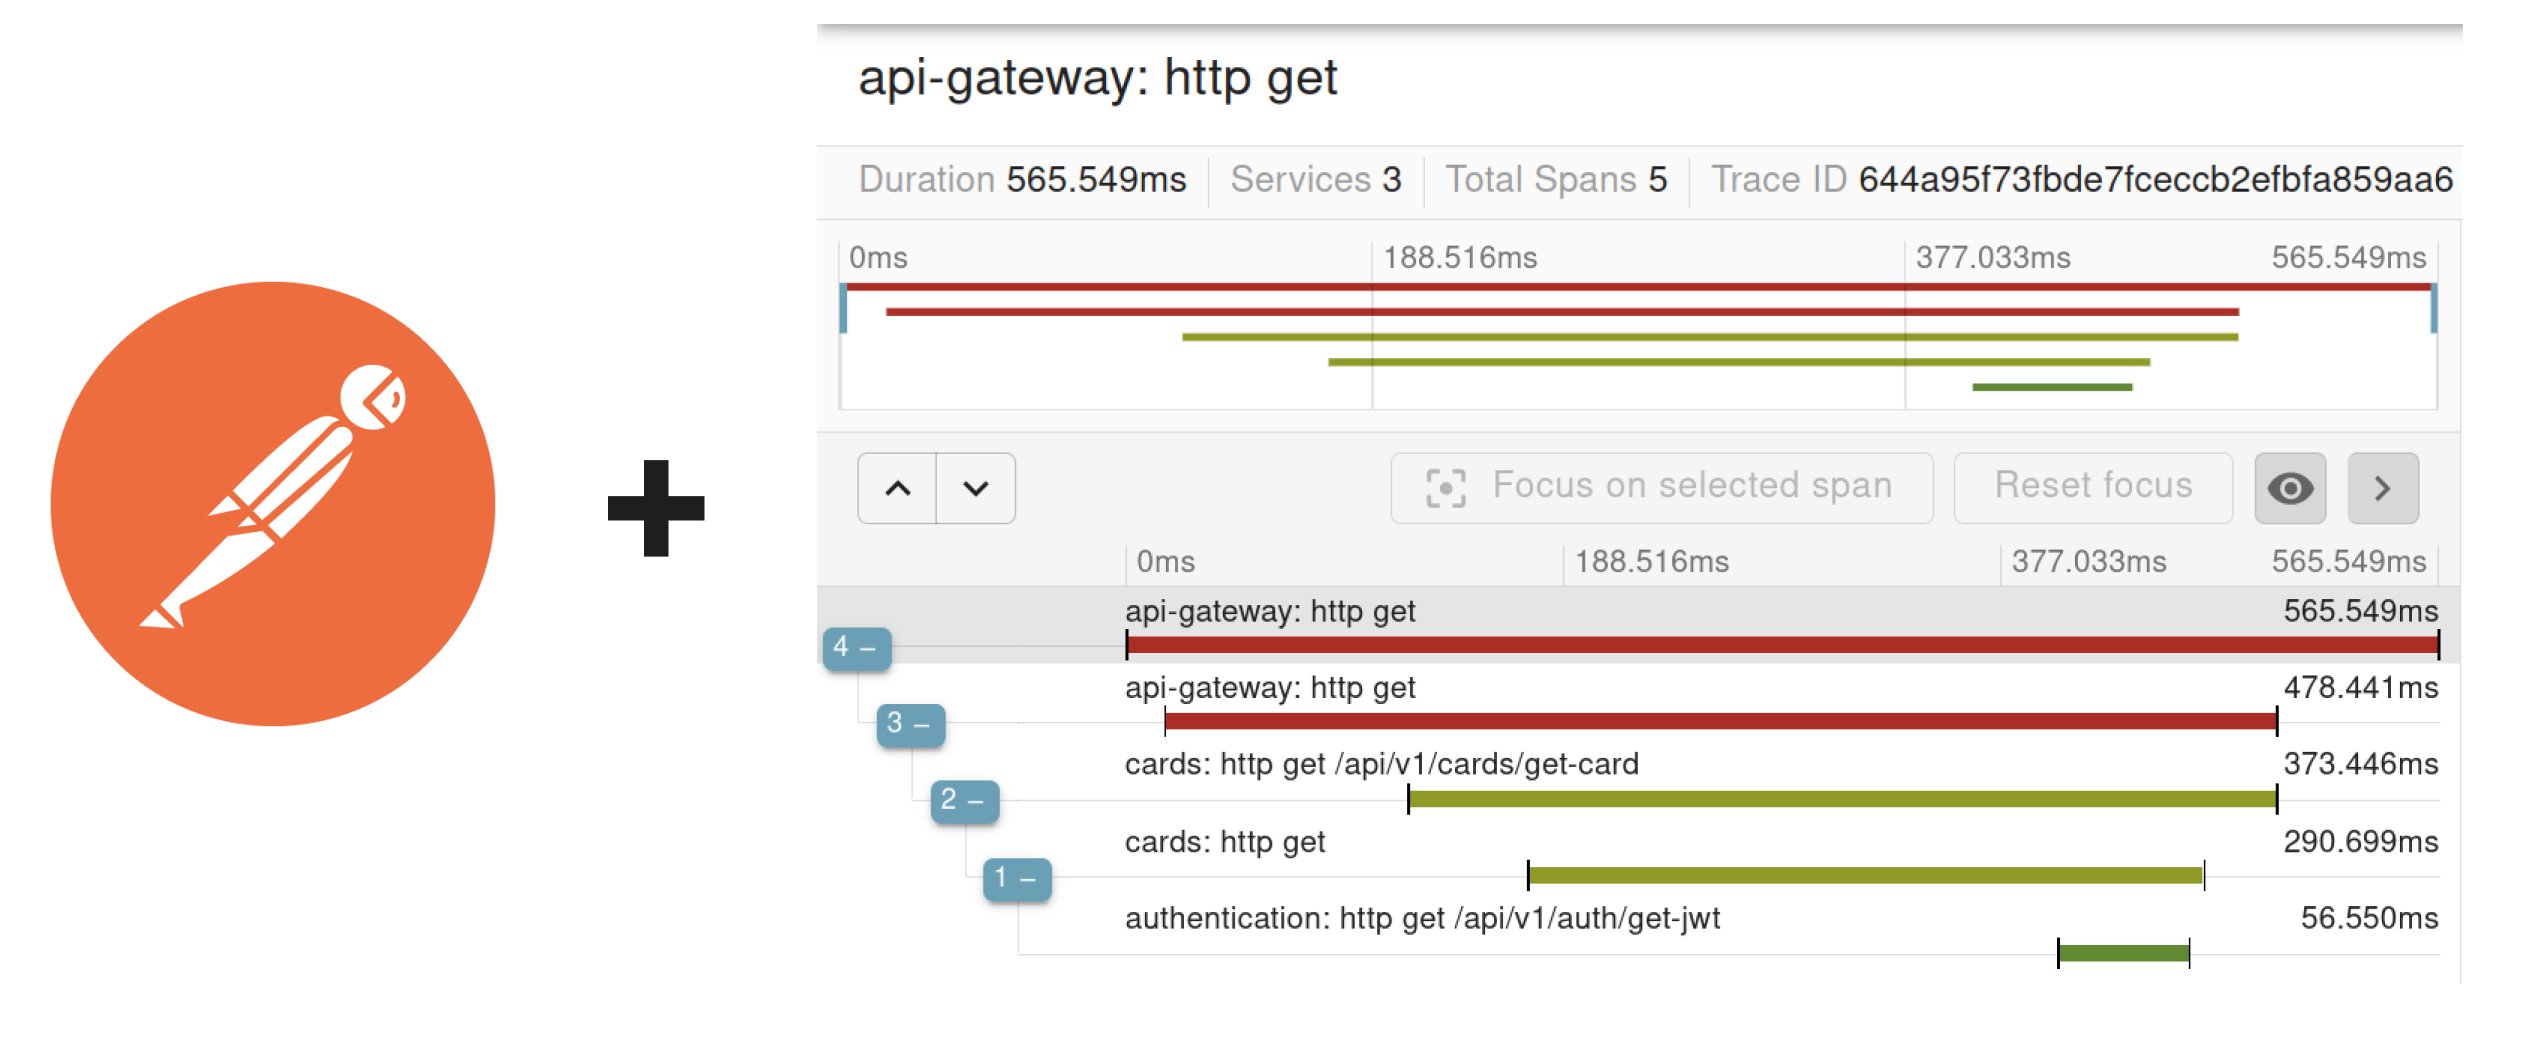 api-gateway: http get
Duration 565.549ms Services 3 Total Spans 5 Trace ID 644a95f73fbde7fceccb2efbfa859aa6
0ms 188.516ms 377.033ms 565.549ms
Focus on selected span Reset focus
0ms 188.516ms 377.033ms 565.549ms
api-gateway: http get 565.549ms
4 –
api-gateway: http get 478.441ms
3 –
cards: http get /api/v1/cards/get-card 373.446ms
2 –
cards: http get 290.699ms
1 –
authentication: http get /api/v1/auth/get-jwt 56.550ms